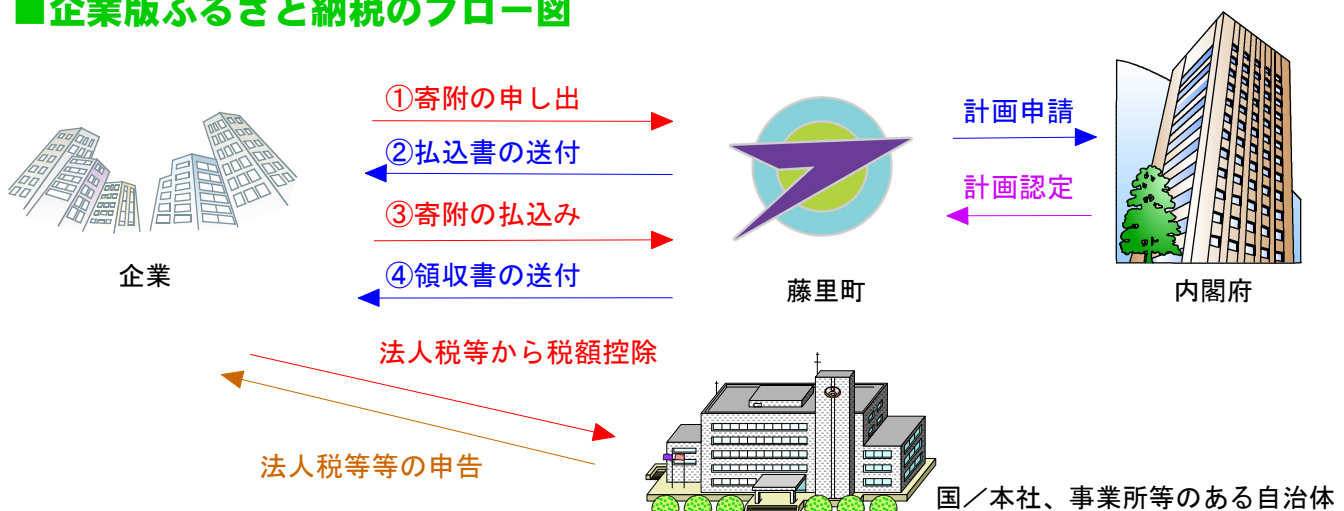 ■企業版ふるさと納税のフロー図
①寄附の申し出
②払込書の送付
③寄附の払込み
④領収書の送付
計画申請
計画認定
企業
藤里町
内閣府
法人税等から税額控除
法人税等等の申告
国／本社、事業所等のある自治体